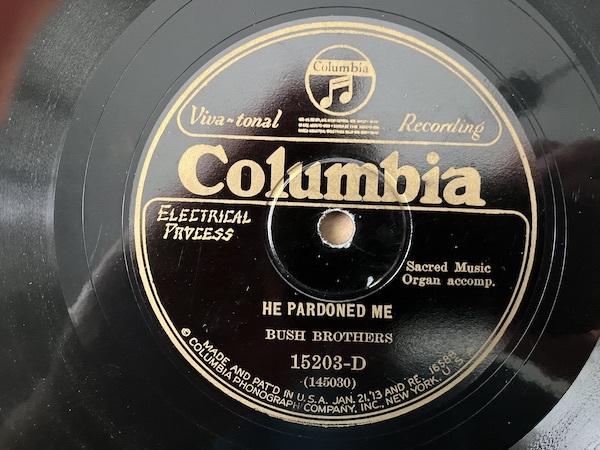 Columbia
Viva-tonal Recording
Columbia
ELECTRICAL
PROCESS
Sacred Music
Organ accomp.
HE PARDONED ME
BUSH BROTHERS
15203-D
(145030)
MADE AND PAT'D IN U.S.A. JAN. 21, '13 AND RE. 16588
© COLUMBIA PHONOGRAPH COMPANY, INC., NEW YORK, U.S.